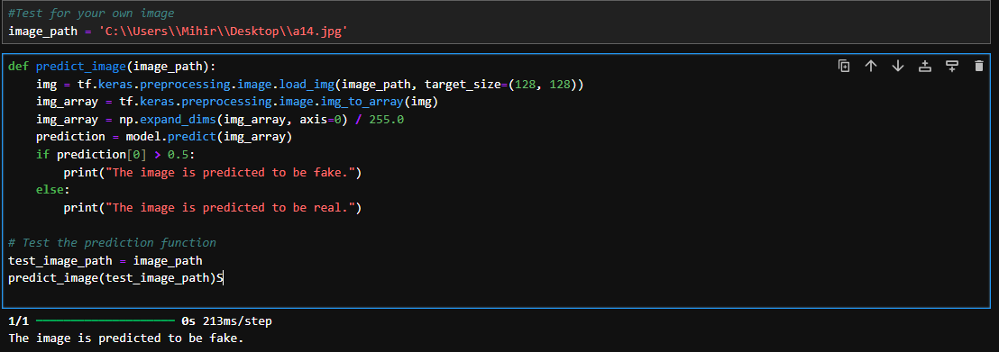 #Test for your own image
image_path = 'C:\\Users\\Mihir\\Desktop\\a14.jpg'
def predict_image(image_path):
    img = tf.keras.preprocessing.image.load_img(image_path, target_size=(128, 128))
    img_array = tf.keras.preprocessing.image.img_to_array(img)
    img_array = np.expand_dims(img_array, axis=0) / 255.0
    prediction = model.predict(img_array)
    if prediction[0] > 0.5:
        print("The image is predicted to be fake.")
    else:
        print("The image is predicted to be real.")
# Test the prediction function
test_image_path = image_path
predict_image(test_image_path)S
1/1 ━━━━━━━━━━━━━━━━━━━━ 0s 213ms/step
The image is predicted to be fake.